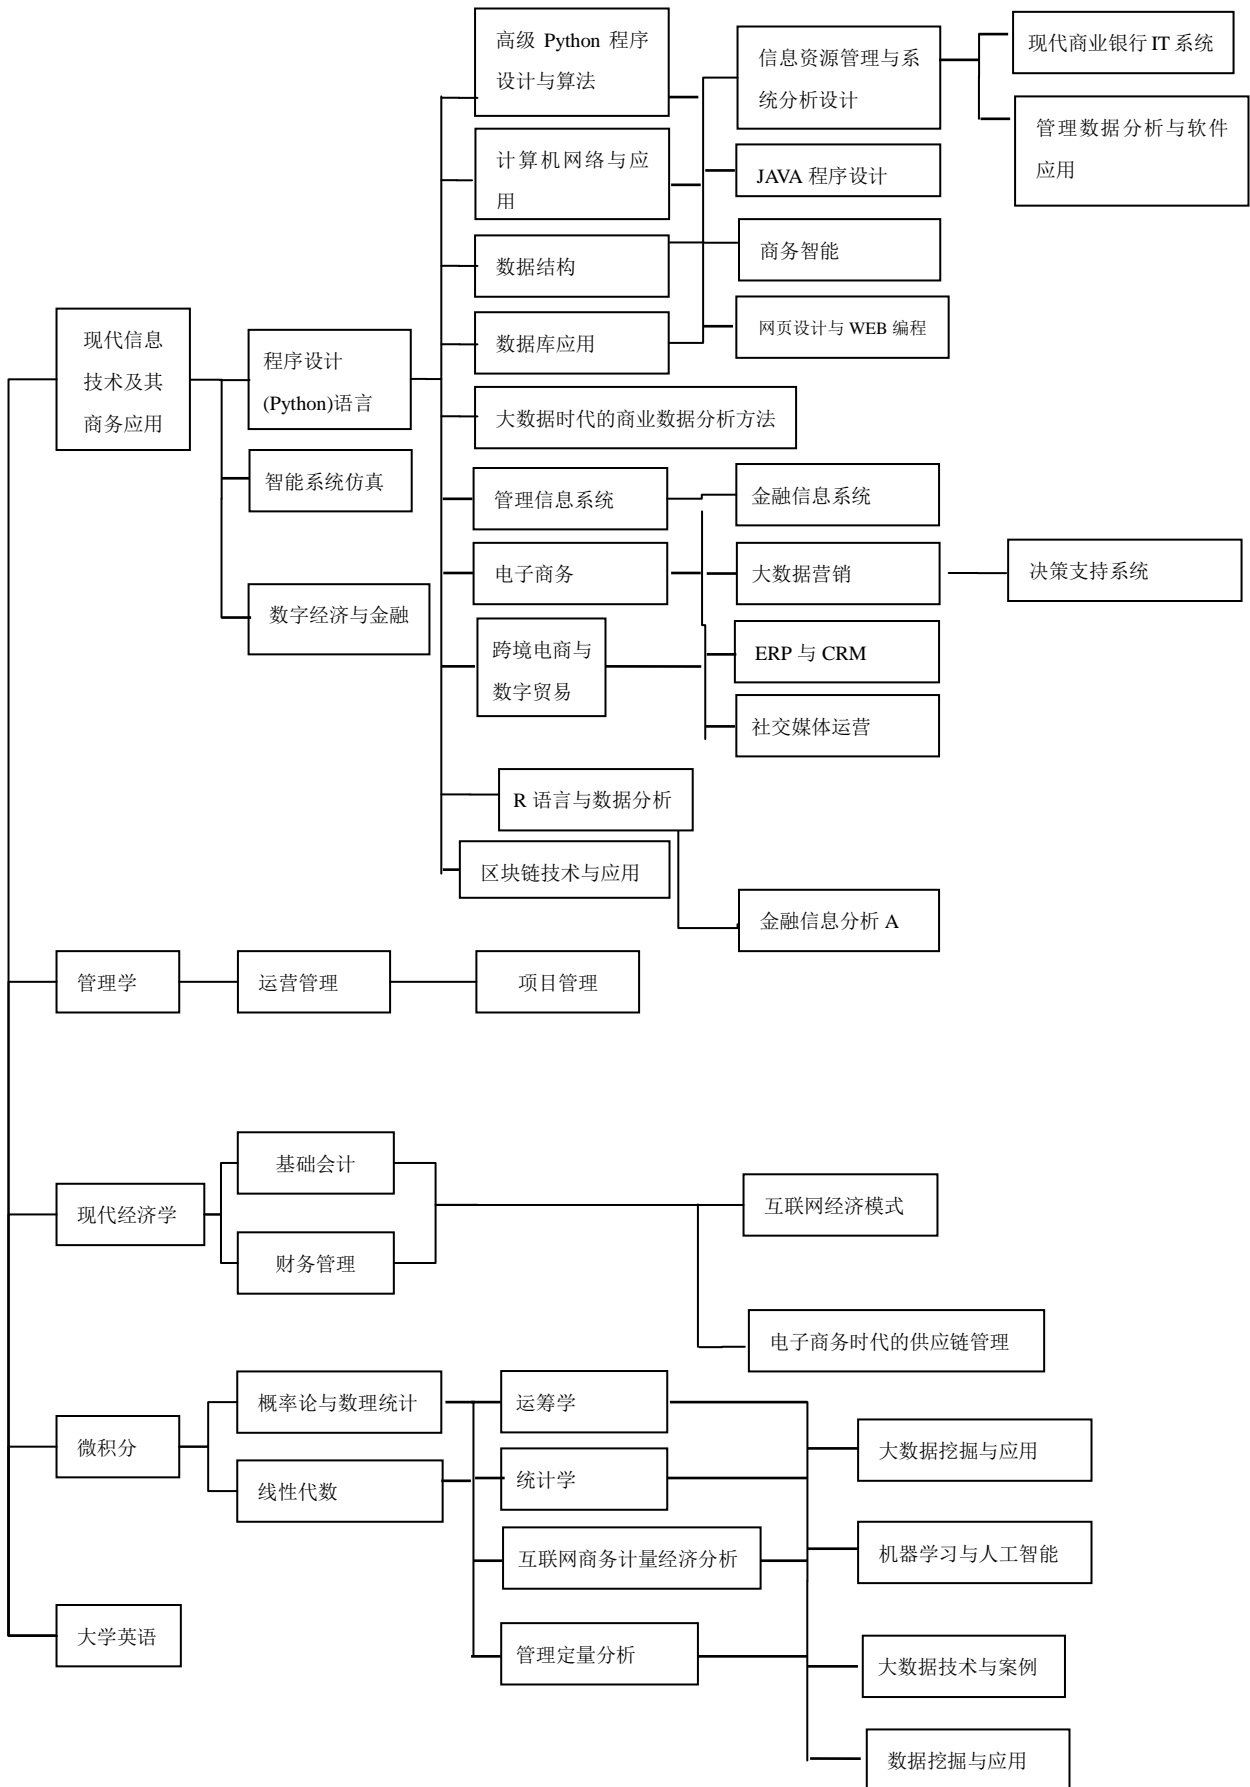 高级 Python 程序
设计与算法
信息资源管理与系
统分析设计
现代商业银行 IT 系统
管理数据分析与软件
应用
计算机网络与应
用
JAVA 程序设计
数据结构
商务智能
数据库应用
网页设计与 WEB 编程
现代信息
技术及其
商务应用
程序设计
(Python)语言
大数据时代的商业数据分析方法
智能系统仿真
管理信息系统
金融信息系统
电子商务
大数据营销
决策支持系统
数字经济与金融
跨境电商与
数字贸易
ERP 与 CRM
社交媒体运营
R 语言与数据分析
区块链技术与应用
金融信息分析 A
管理学
运营管理
项目管理
基础会计
现代经济学
互联网经济模式
财务管理
电子商务时代的供应链管理
概率论与数理统计
运筹学
微积分
大数据挖掘与应用
线性代数
统计学
互联网商务计量经济分析
机器学习与人工智能
大学英语
管理定量分析
大数据技术与案例
数据挖掘与应用